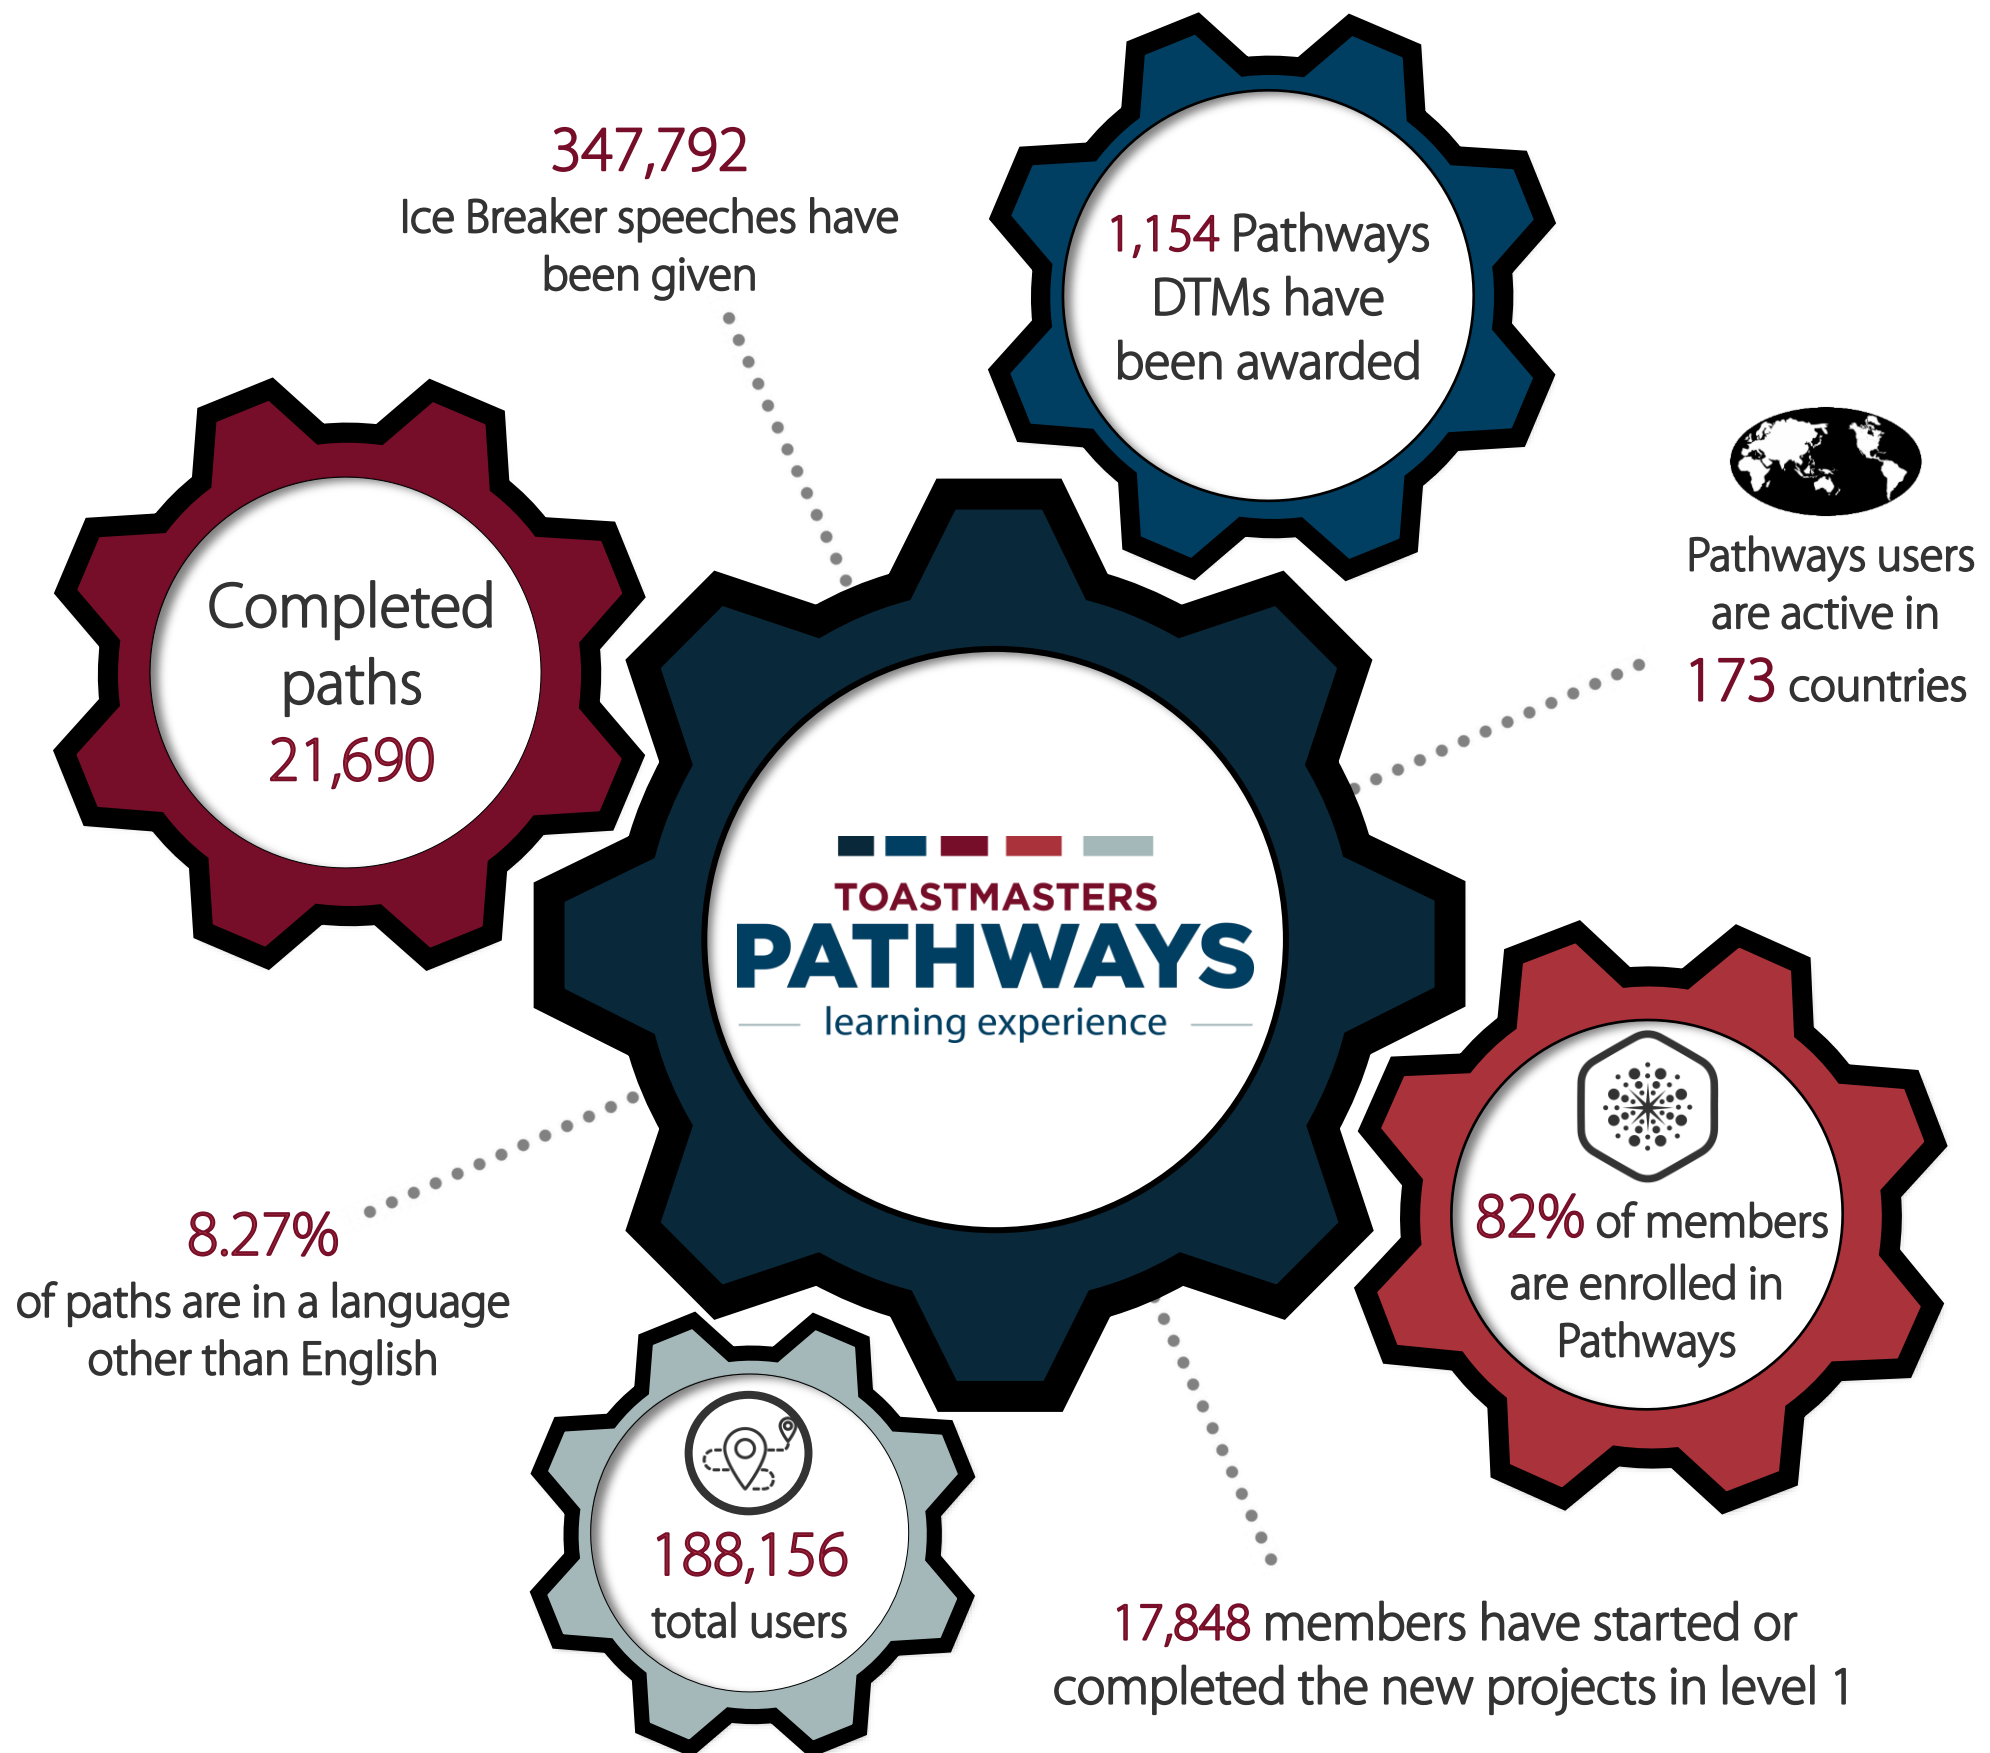 347,792
Ice Breaker speeches have
been given
1,154 Pathways
DTMs have
been awarded
Pathways users
are active in
173 countries
Completed
paths
21,690
TOASTMASTERS
PATHWAYS
learning experience
82% of members
are enrolled in
Pathways
8.27%
of paths are in a language
other than English
188,156
total users
17,848 members have started or
completed the new projects in level 1